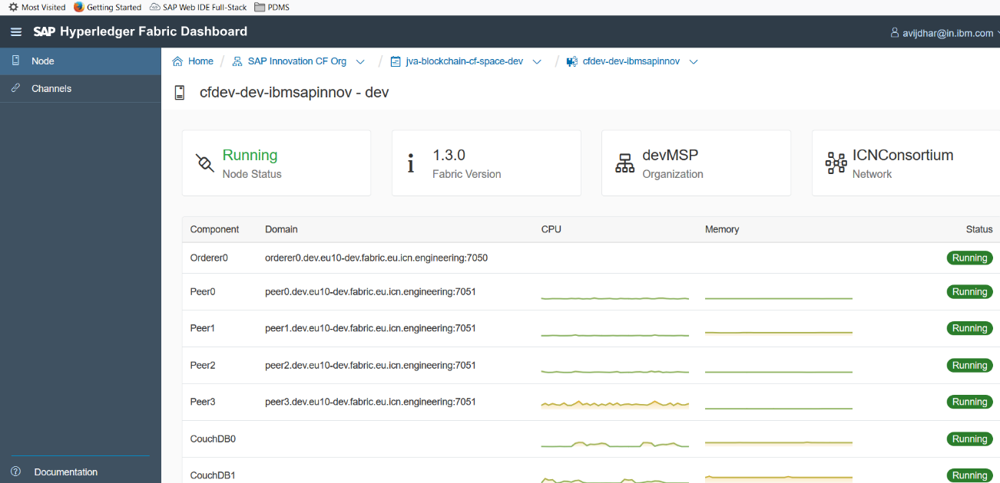 Most Visited Getting Started SAP Web IDE Full-Stack PDMS
SAP Hyperledger Fabric Dashboard avijdhar@in.ibm.com
Node
Channels
Home / SAP Innovation CF Org / jva-blockchain-cf-space-dev / cfdev-dev-ibmsapinnov
cfdev-dev-ibmsapinnov - dev
Running
Node Status
i
1.3.0
Fabric Version
devMSP
Organization
ICNConsortium
Network
Component Domain CPU Memory Status
Orderer0 orderer0.dev.eu10-dev.fabric.eu.icn.engineering:7050 Running
Peer0 peer0.dev.eu10-dev.fabric.eu.icn.engineering:7051 Running
Peer1 peer1.dev.eu10-dev.fabric.eu.icn.engineering:7051 Running
Peer2 peer2.dev.eu10-dev.fabric.eu.icn.engineering:7051 Running
Peer3 peer3.dev.eu10-dev.fabric.eu.icn.engineering:7051 Running
CouchDB0 Running
CouchDB1 Running
? Documentation